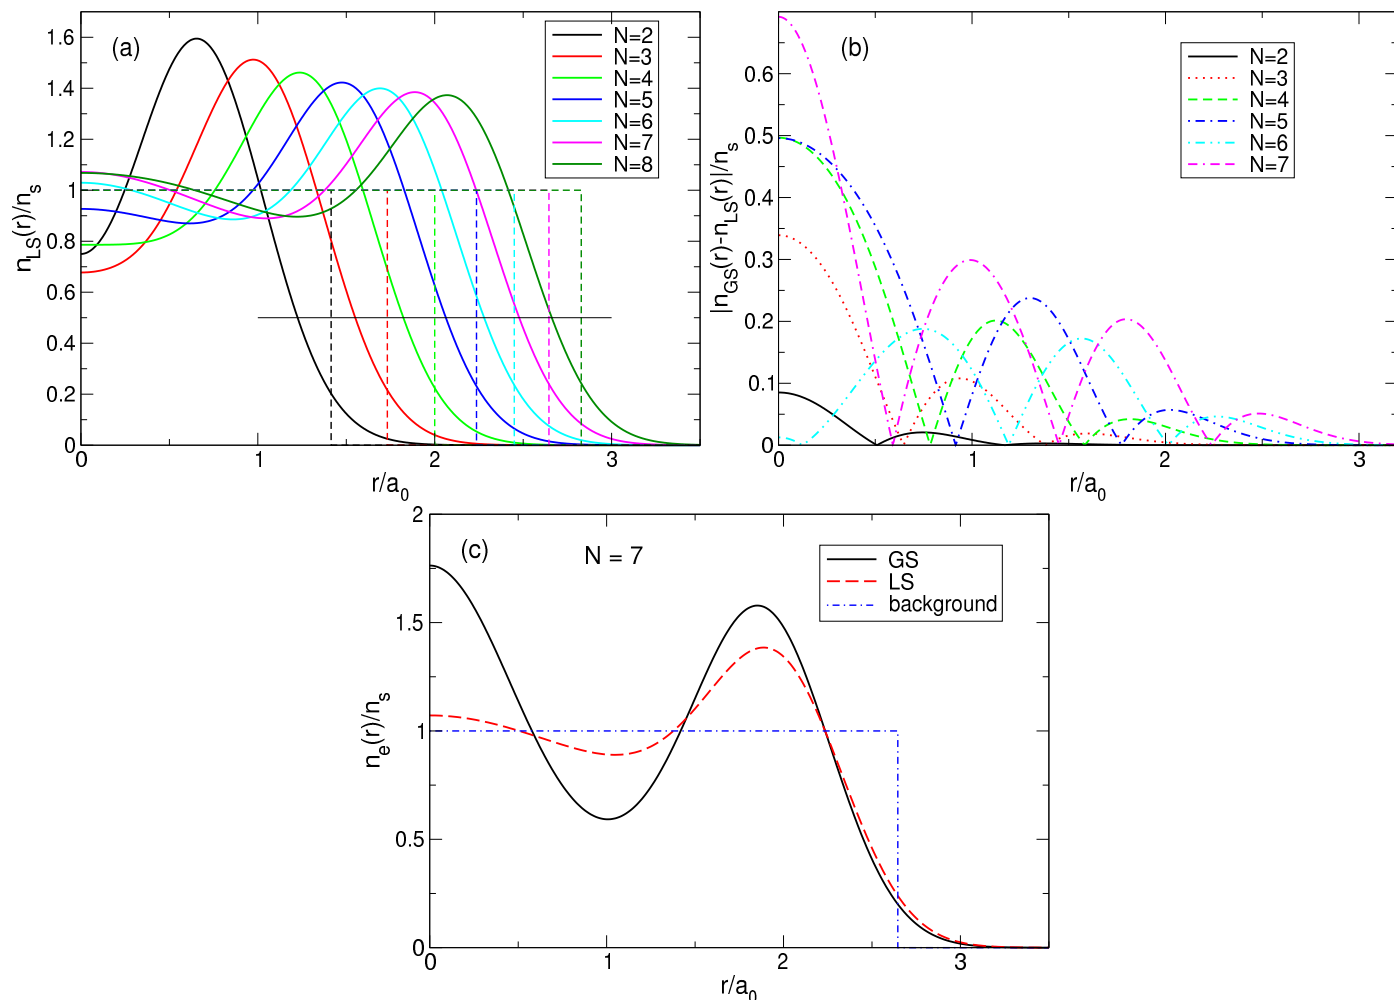 (a)
N=2
N=3
N=4
N=5
N=6
N=7
N=8
n_LS(r)/n_s
1.6
1.4
1.2
1
0.8
0.6
0.4
0.2
0
0 1 2 3
r/a_0
(b)
N=2
N=3
N=4
N=5
N=6
N=7
|n_GS(r)-n_LS(r)|/n_s
0.6
0.5
0.4
0.3
0.2
0.1
0
0 1 2 3
r/a_0
(c)
N = 7
GS
LS
background
n_e(r)/n_s
2
1.5
1
0.5
0
0 1 2 3
r/a_0